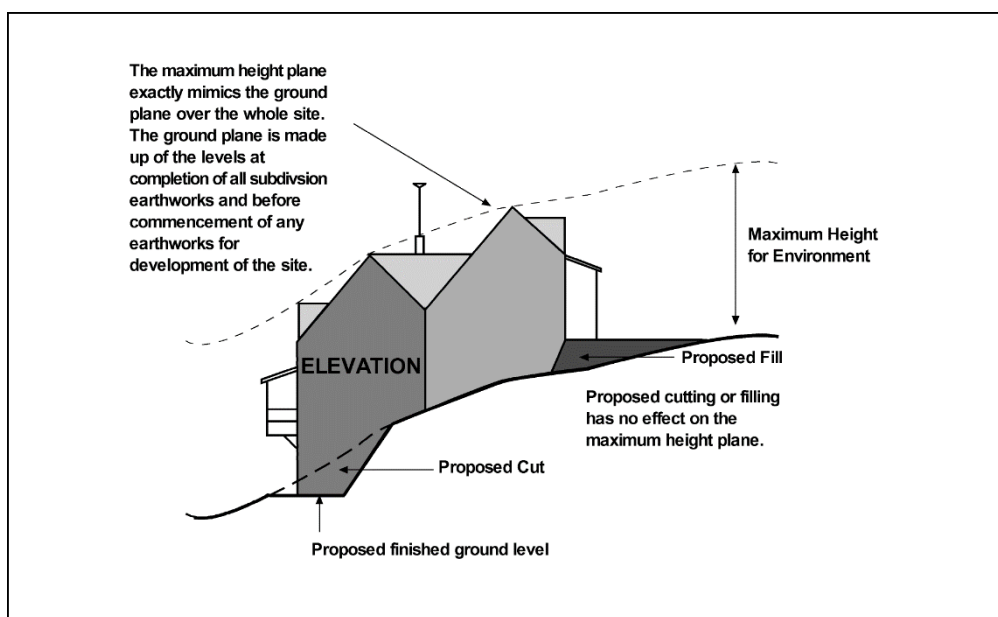 The maximum height plane
exactly mimics the ground
plane over the whole site.
The ground plane is made
up of the levels at
completion of all subdivsion
earthworks and before
commencement of any
earthworks for
development of the site.
Maximum Height
for Environment
ELEVATION
Proposed Fill
Proposed cutting or filling
has no effect on the
maximum height plane.
Proposed Cut
Proposed finished ground level